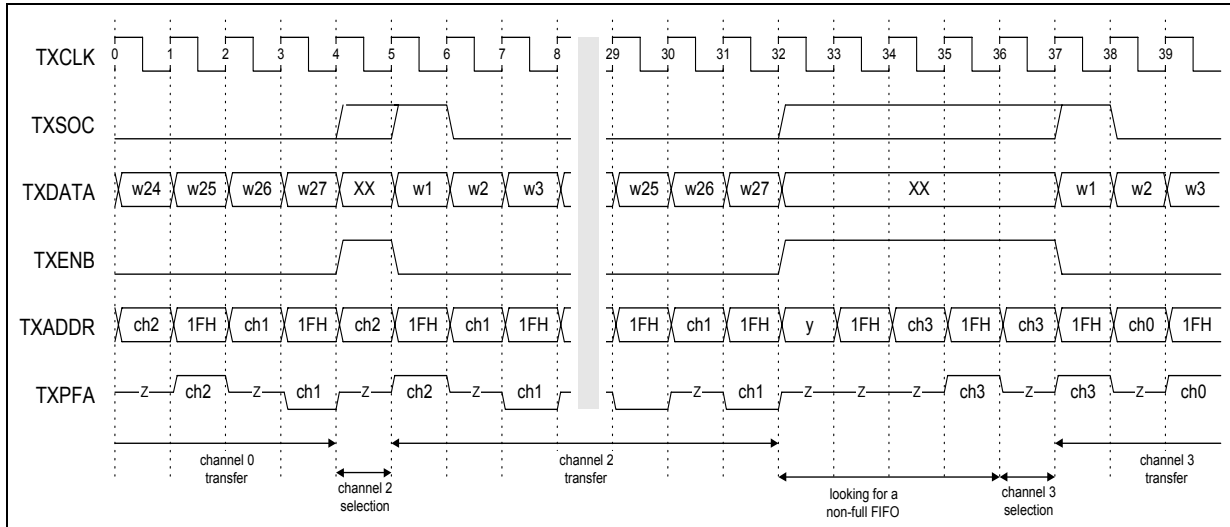 TXCLK 0 1 2 3 4 5 6 7 8 29 30 31 32 33 34 35 36 37 38 39
TXSOC
TXDATA w24 w25 w26 w27 XX w1 w2 w3 w25 w26 w27 XX w1 w2 w3
TXENB
TXADDR ch2 1FH ch1 1FH ch2 1FH ch1 1FH 1FH ch1 1FH y 1FH ch3 1FH ch3 1FH ch0 1FH
TXPFA Z ch2 Z ch1 Z ch2 Z ch1 Z ch1 Z Z Z ch3 Z ch3 Z ch0
channel 0
transfer
channel 2
selection
channel 2
transfer
looking for a
non-full FIFO
channel 3
selection
channel 3
transfer